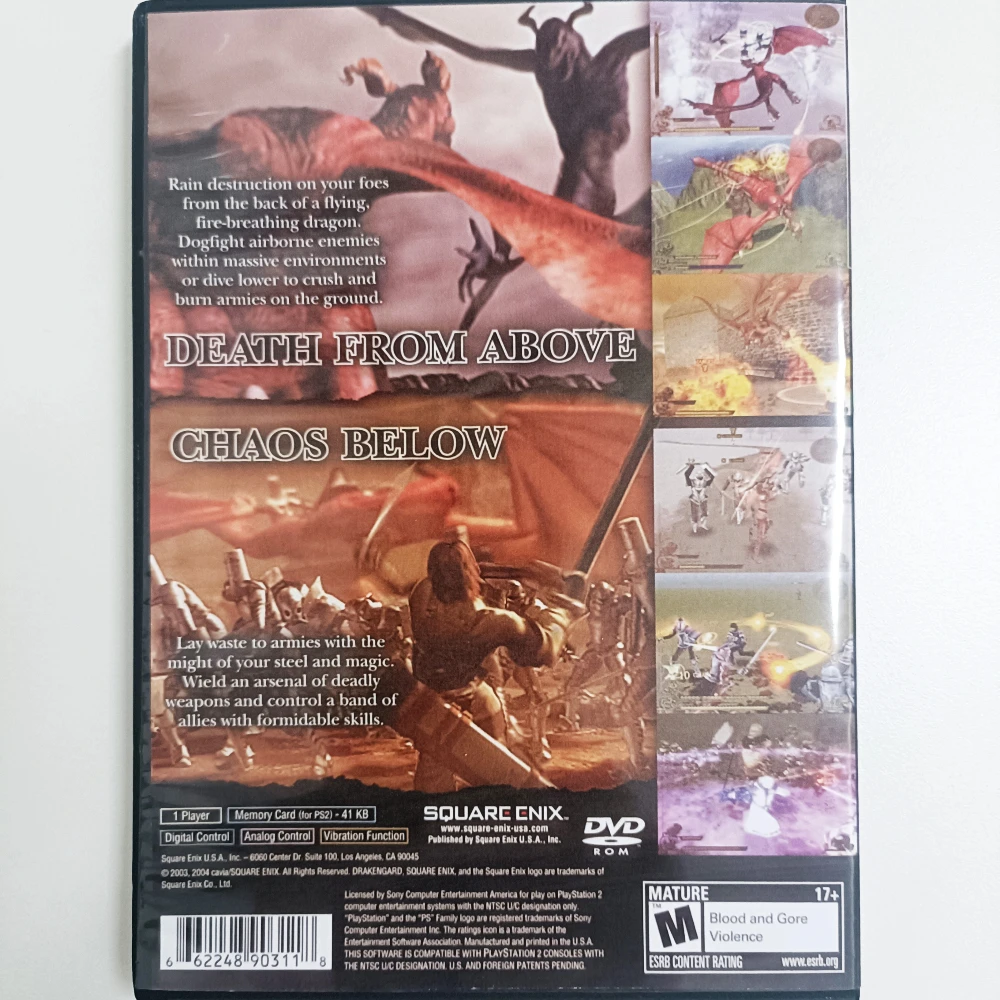 Rain destruction on your foes
from the back of a flying,
fire-breathing dragon.
Dogfight airborne enemies
within massive environments
or dive lower to crush and
burn armies on the ground.
DEATH FROM ABOVE
CHAOS BELOW
Lay waste to armies with the
might of your steel and magic.
Wield an arsenal of deadly
weapons and control a band of
allies with formidable skills.
1 Player
Memory Card (for PS2) - 41 KB
Digital Control
Analog Control
Vibration Function
SQUARE ENIX™
www.square-enix-usa.com
Published by Square Enix U.S.A., Inc.
DVD
ROM
Square Enix U.S.A., Inc. – 6060 Center Dr. Suite 100, Los Angeles, CA 90045
© 2003, 2004 cavia/SQUARE ENIX. All Rights Reserved. DRAKENGARD, SQUARE ENIX, and the Square Enix logo are trademarks of
Square Enix Co., Ltd.
Licensed by Sony Computer Entertainment America for play on PlayStation 2
computer entertainment systems with the NTSC U/C designation only.
"PlayStation" and the "PS" Family logo are registered trademarks of Sony
Computer Entertainment Inc. The ratings icon is a trademark of the
Entertainment Software Association. Manufactured and printed in the U.S.A.
THIS SOFTWARE IS COMPATIBLE WITH PLAYSTATION 2 CONSOLES WITH
THE NTSC U/C DESIGNATION. U.S. AND FOREIGN PATENTS PENDING.
6 62248 90311 8
MATURE 17+
TM
M
Blood and Gore
Violence
ESRB CONTENT RATING www.esrb.org